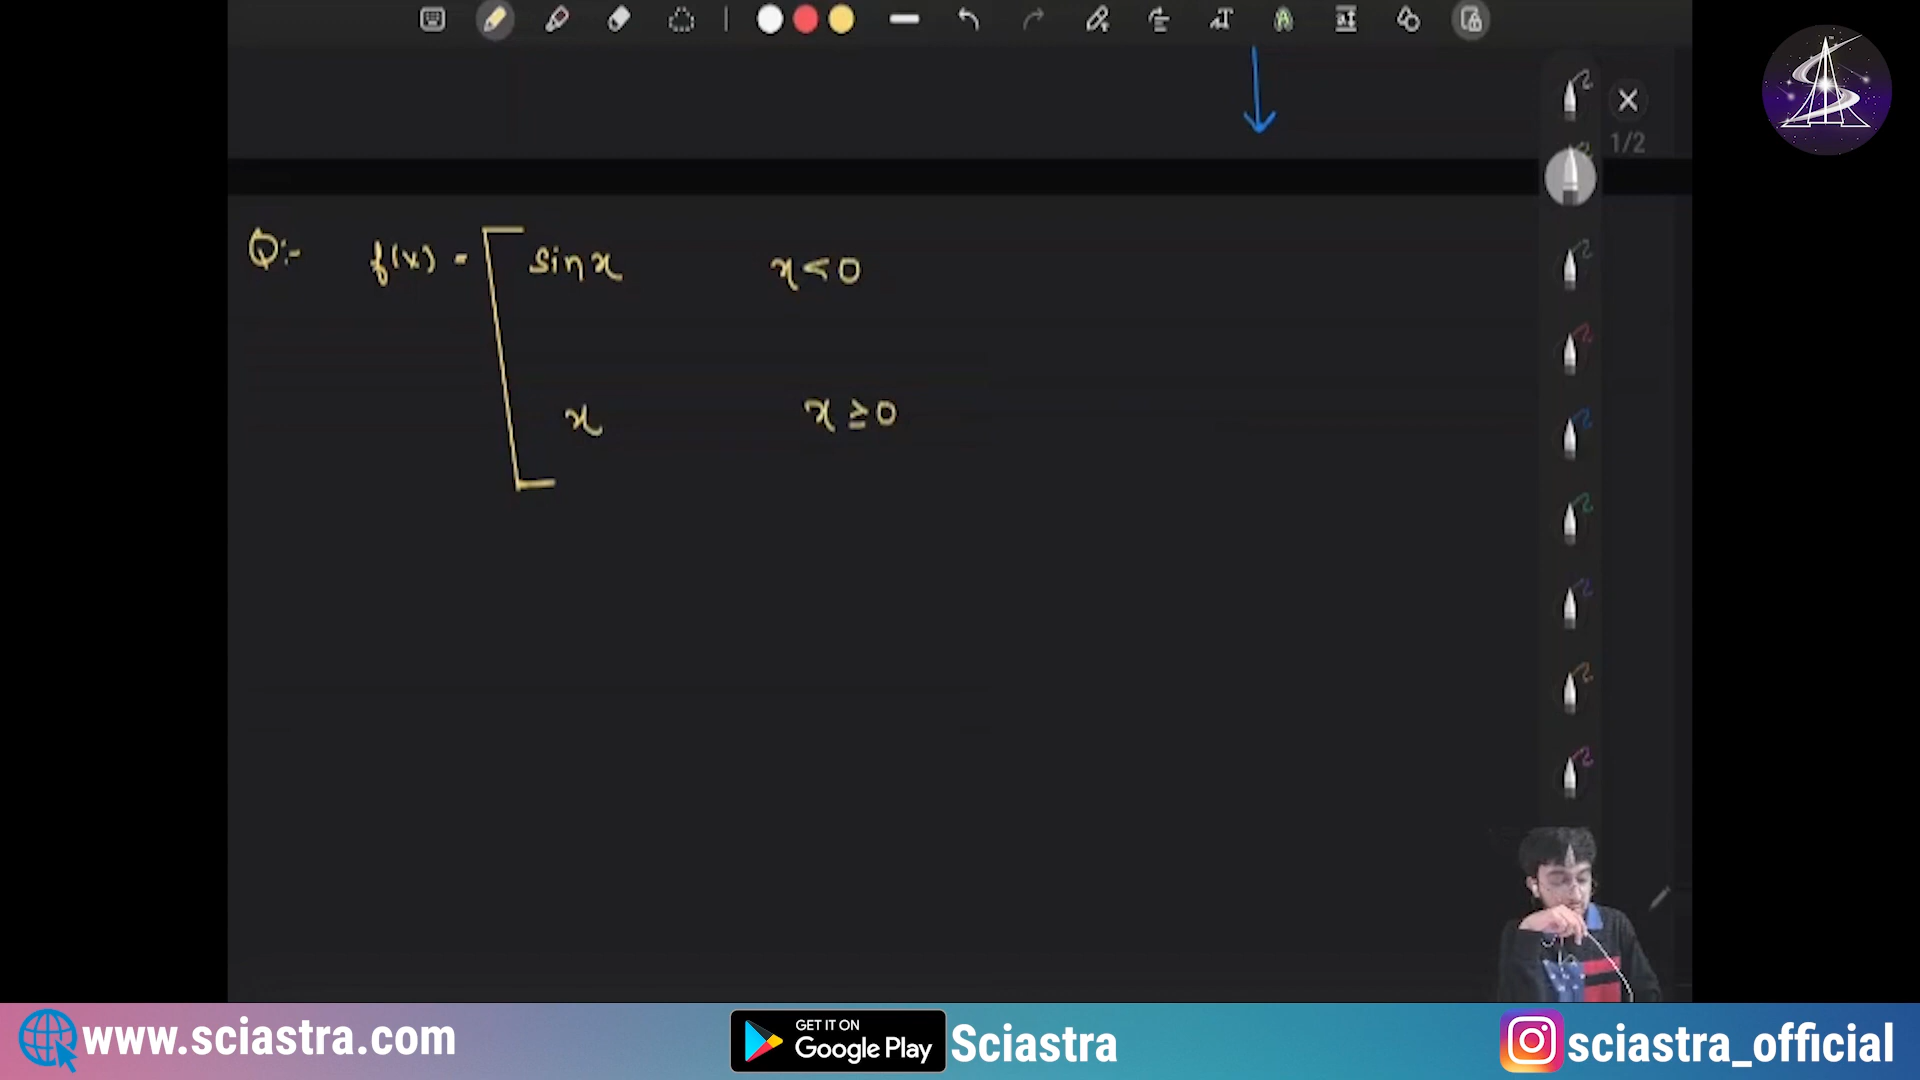 1/2
Q:- f(x) = sin x x < 0
x x ≥ 0
www.sciastra.com
GET IT ON
Google Play
Sciastra
sciastra_official